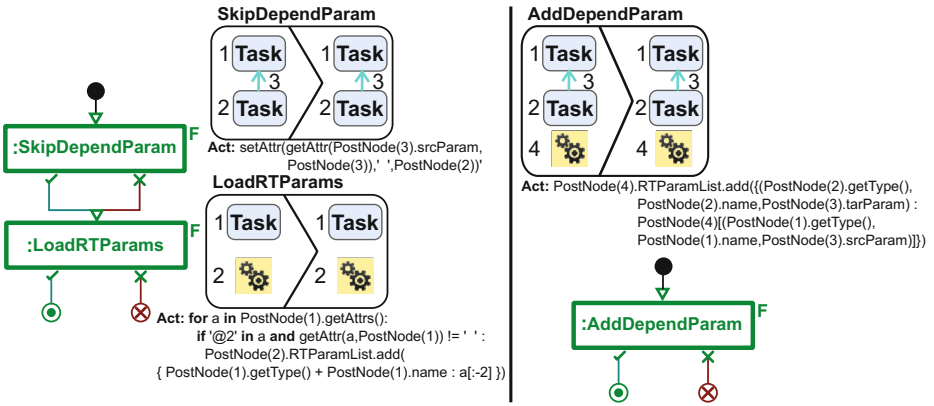 SkipDependParam
1 Task 1 Task
3 3
2 Task 2 Task
Act: setAttr(getAttr(PostNode(3).srcParam,
PostNode(3)),' ',PostNode(2))'
:SkipDependParam F
LoadRTParams
1 Task 1 Task
2 2
:LoadRTParams F
Act: for a in PostNode(1).getAttrs():
if '@2' in a and getAttr(a,PostNode(1)) != ' ' :
PostNode(2).RTParamList.add(
{ PostNode(1).getType() + PostNode(1).name : a[:-2] })
AddDependParam
1 Task 1 Task
3 3
2 Task 2 Task
4 4
Act: PostNode(4).RTParamList.add({(PostNode(2).getType(),
PostNode(2).name,PostNode(3).tarParam) :
PostNode(4)[(PostNode(1).getType(),
PostNode(1).name,PostNode(3).srcParam)]})
:AddDependParam F